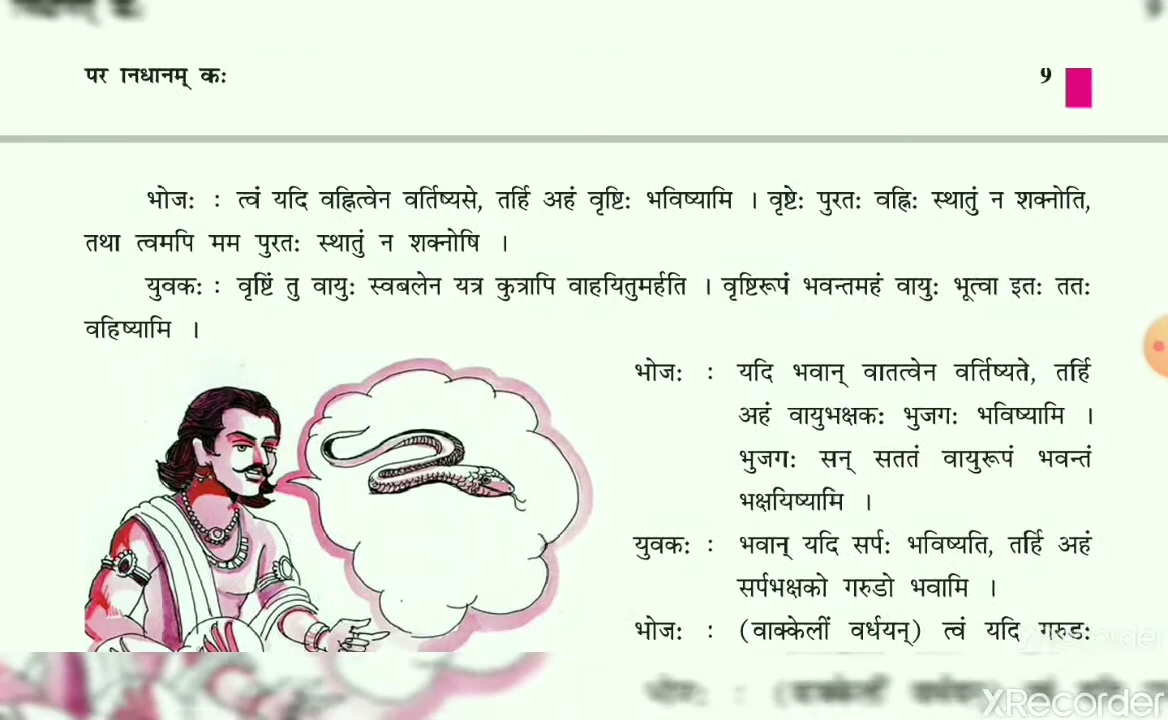 पर निधानम् कः
9
भोजः : त्वं यदि वह्नित्वेन वर्तिष्यसे, तर्हि अहं वृष्टिः भविष्यामि । वृष्टेः पुरतः वह्निः स्थातुं न शक्नोति,
तथा त्वमपि मम पुरतः स्थातुं न शक्नोषि ।
युवकः : वृष्टिं तु वायुः स्वबलेन यत्र कुत्रापि वाहयितुमर्हति । वृष्टिरूपं भवन्तमहं वायुः भूत्वा इतः ततः
वहिष्यामि ।
भोजः : यदि भवान् वातत्वेन वर्तिष्यते, तर्हि
अहं वायुभक्षकः भुजगः भविष्यामि ।
भुजगः सन् सततं वायुरूपं भवन्तं
भक्षयिष्यामि ।
युवकः : भवान् यदि सर्पः भविष्यति, तर्हि अहं
सर्पभक्षको गरुडो भवामि ।
भोजः : (वाक्केलीं वर्धयन्) त्वं यदि गरुडः
XRecorder